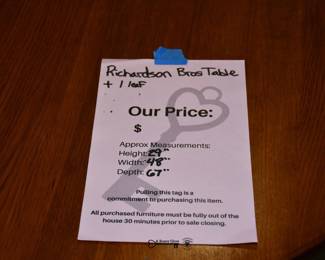 Richardson Bros Table
+ 1 leaf
Our Price:
$
Approx Measurements:
Height: 29"
Width: 48"
Depth: 67"
Pulling this tag is a
commitment to purchasing this item.
All purchased furniture must be fully out of the
house 30 minutes prior to sale closing.